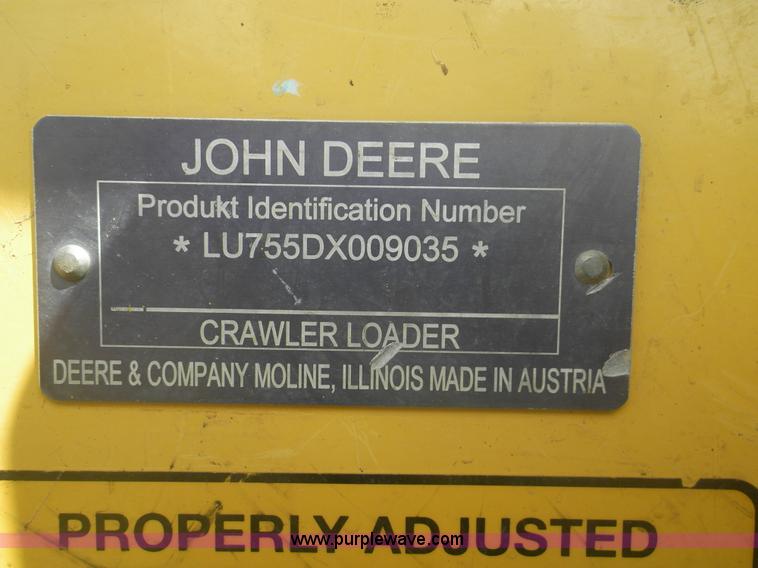 JOHN DEERE
Produkt Identification Number
* LU755DX009035 *
CRAWLER LOADER
DEERE & COMPANY MOLINE, ILLINOIS MADE IN AUSTRIA
PROPERLY ADJUSTED
www.purplewave.com